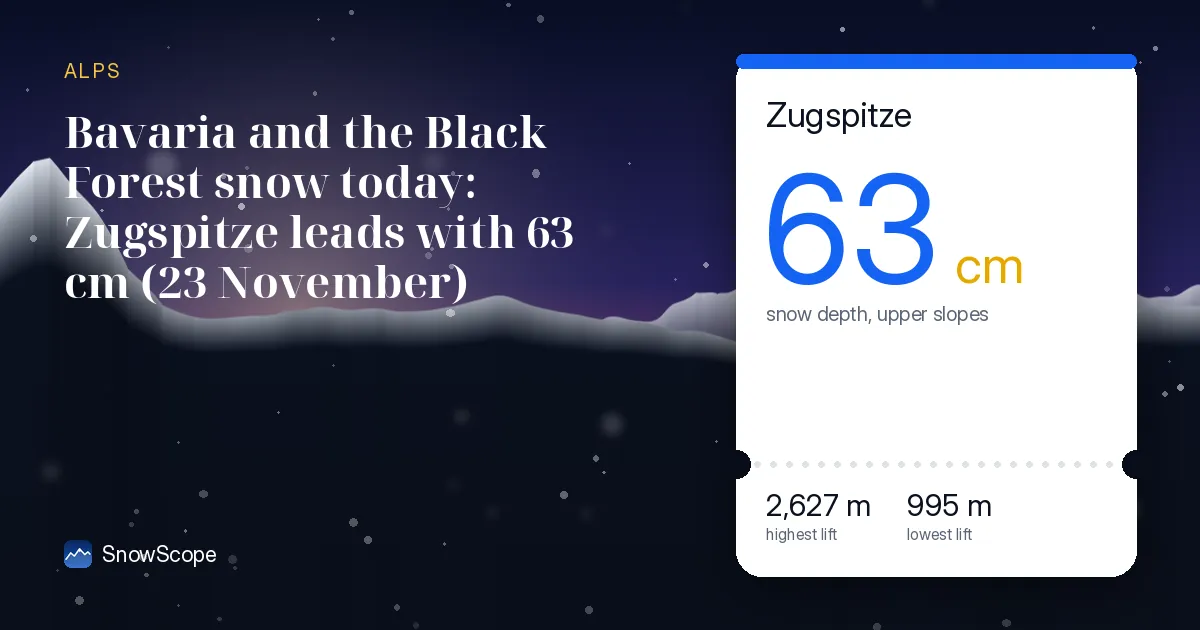 ALPS
Bavaria and the Black
Forest snow today:
Zugspitze leads with 63
cm (23 November)
SnowScope
Zugspitze
63 cm
snow depth, upper slopes
2,627 m
highest lift
995 m
lowest lift